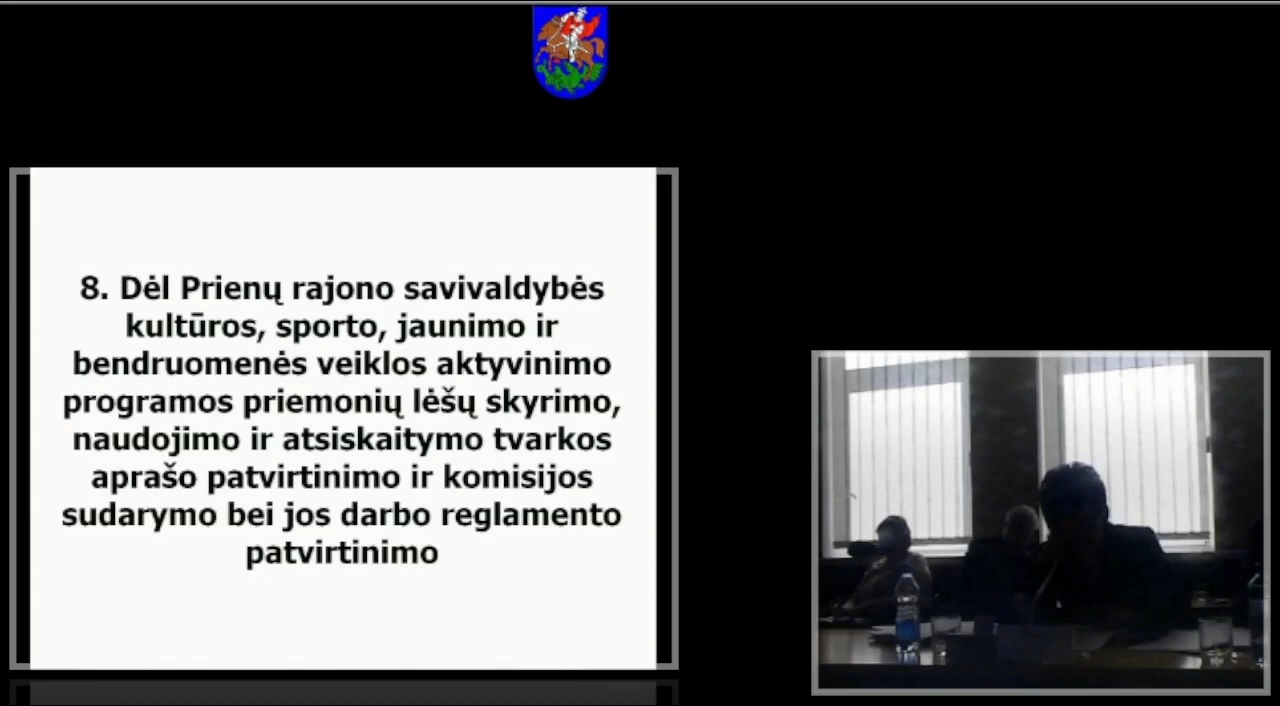 8. Dėl Prienų rajono savivaldybės
kultūros, sporto, jaunimo ir
bendruomenės veiklos aktyvinimo
programos priemonių lėšų skyrimo,
naudojimo ir atsiskaitymo tvarkos
aprašo patvirtinimo ir komisijos
sudarymo bei jos darbo reglamento
patvirtinimo